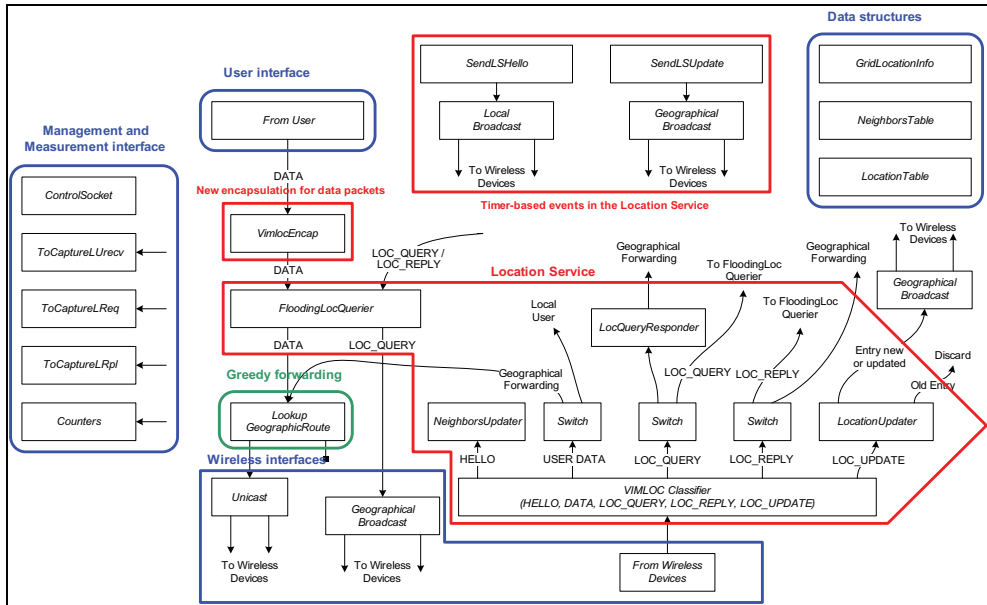 Data structures
GridLocationInfo
NeighborsTable
LocationTable
User interface
From User
DATA
Management and
Measurement interface
ControlSocket
ToCaptureLUrecv
ToCaptureLReq
ToCaptureLRpl
Counters
SendLSHello
SendLSUpdate
Local
Broadcast
Geographical
Broadcast
To Wireless
Devices
To Wireless
Devices
Timer-based events in the Location Service
New encapsulation for data packets
VimlocEncap
DATA
LOC_QUERY /
LOC_REPLY
Location Service
FloodingLocQuerier
DATA
LOC_QUERY
Geographical
Forwarding
To FloodingLoc
Querier
Geographical
Forwarding
To Wireless
Devices
Geographical
Broadcast
Local
User
LocQueryResponder
To FloodingLoc
Querier
Entry new
or updated
Discard
Old Entry
LOC_QUERY
LOC_REPLY
Greedy forwarding
Geographical
Forwarding
Lookup
GeographicRoute
NeighborsUpdater
Switch
Switch
Switch
LocationUpdater
HELLO
USER DATA
LOC_QUERY
LOC_REPLY
LOC_UPDATE
VIMLOC Classifier
(HELLO, DATA, LOC_QUERY, LOC_REPLY, LOC_UPDATE)
Wireless interfaces
Unicast
Geographical
Broadcast
To Wireless
Devices
To Wireless
Devices
From Wireless
Devices